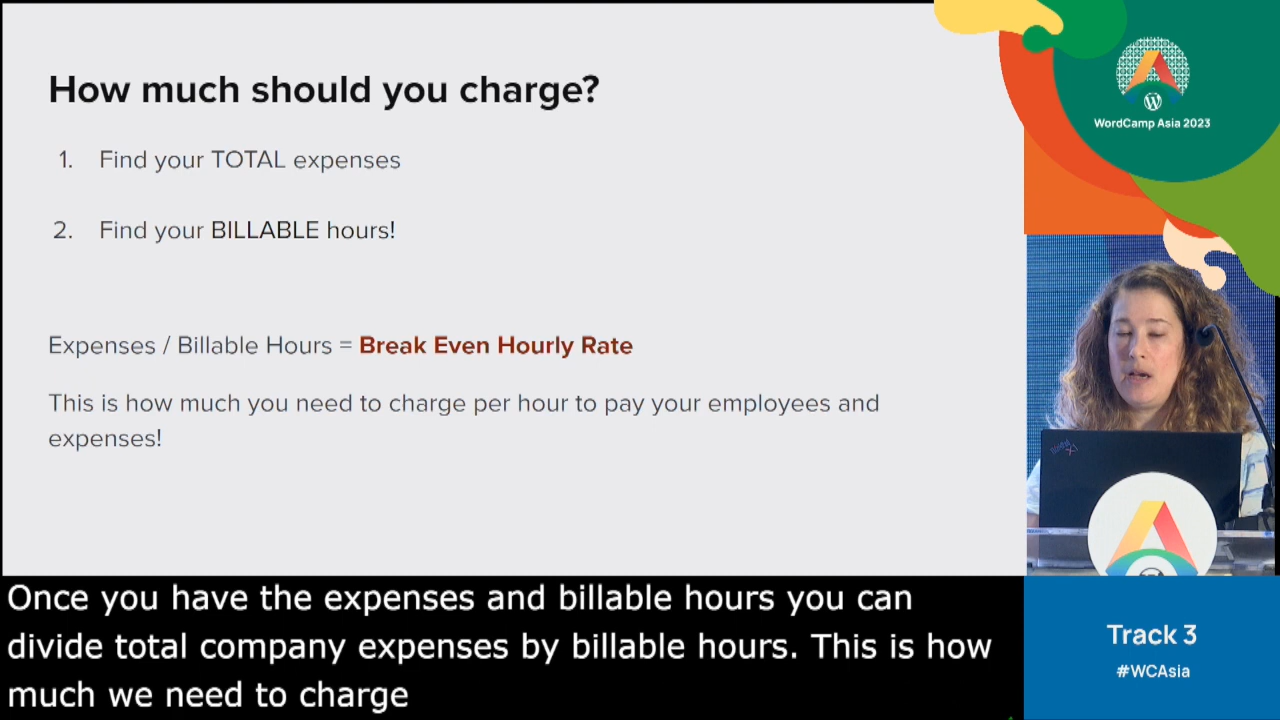 How much should you charge?
1. Find your TOTAL expenses
2. Find your BILLABLE hours!
Expenses / Billable Hours = Break Even Hourly Rate
This is how much you need to charge per hour to pay your employees and
expenses!
WordCamp Asia 2023
Once you have the expenses and billable hours you can
divide total company expenses by billable hours. This is how
much we need to charge
Track 3
#WCAsia